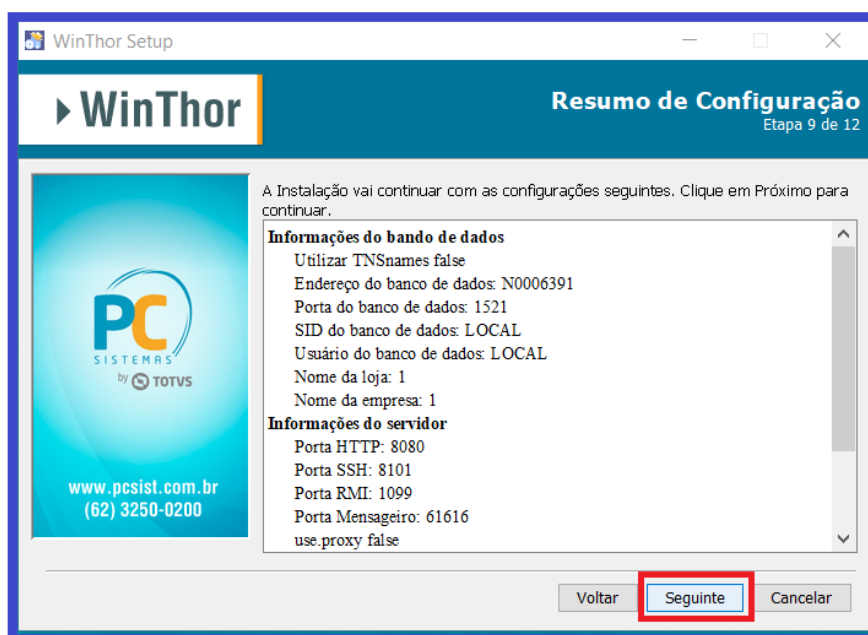 WinThor Setup
WinThor
Resumo de Configuração
Etapa 9 de 12
A Instalação vai continuar com as configurações seguintes. Clique em Próximo para
continuar.
Informações do bando de dados
Utilizar TNSnames false
Endereço do banco de dados: N0006391
Porta do banco de dados: 1521
SID do banco de dados: LOCAL
Usuário do banco de dados: LOCAL
Nome da loja: 1
Nome da empresa: 1
Informações do servidor
Porta HTTP: 8080
Porta SSH: 8101
Porta RMI: 1099
Porta Mensageiro: 61616
use.proxy false
PC
SISTEMAS
by TOTVS
www.pcsist.com.br
(62) 3250-0200
Voltar
Seguinte
Cancelar